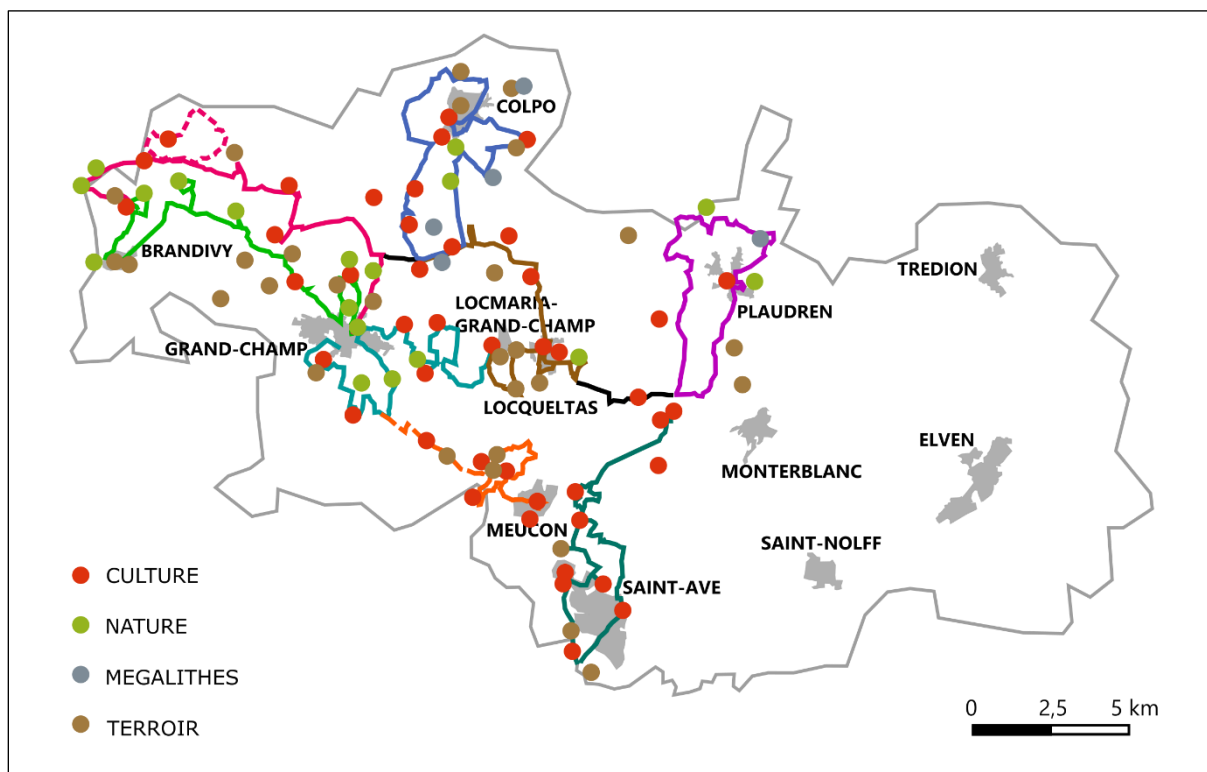 COLPO
BRANDIVY
TREDION
LOCMARIA-
GRAND-CHAMP
PLAUDREN
GRAND-CHAMP
LOCQUELTAS
ELVEN
MONTERBLANC
MEUCON
SAINT-NOLFF
SAINT-AVE
CULTURE
NATURE
MEGALITHES
TERROIR
0 2,5 5 km